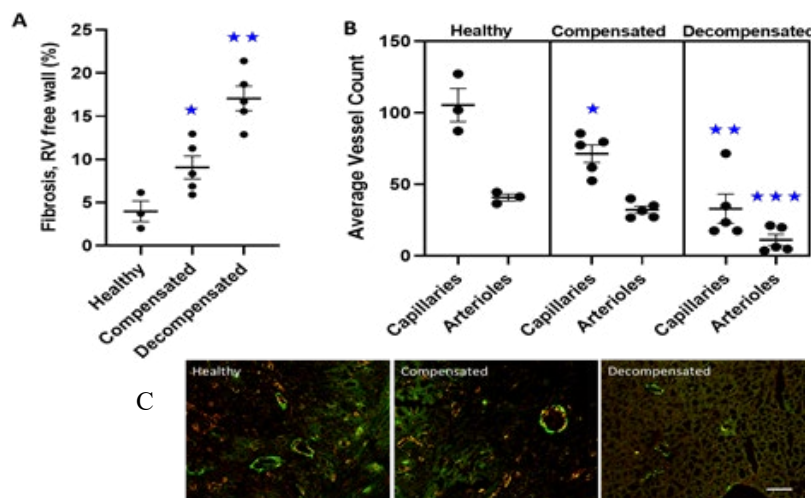 A
Fibrosis, RV free wall (%)
25
20
15
10
5
0
Healthy
Compensated
Decompensated
B
Healthy
Compensated
Decompensated
Average Vessel Count
150
100
50
0
Capillaries
Arterioles
Capillaries
Arterioles
Capillaries
Arterioles
C
Healthy
Compensated
Decompensated